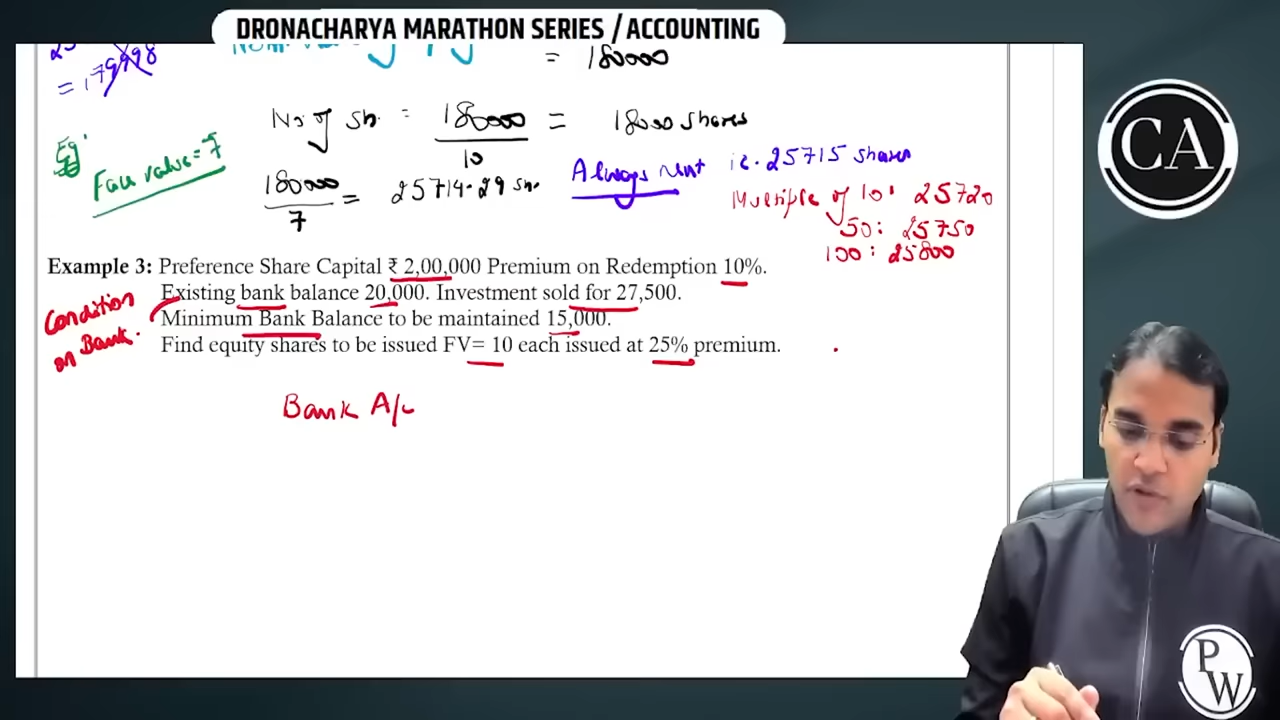 DRONACHARYA MARATHON SERIES / ACCOUNTING
= 179998
= 180000
No of sh. = 180000 = 18000 shares
10
Eg:
Face value = 7
180000 = 25714.29 sh.
7
Always next ie. 25715 shares
Multiple of 10: 25720
50: 25750
100: 25800
Example 3: Preference Share Capital ₹ 2,00,000 Premium on Redemption 10%.
Existing bank balance 20,000. Investment sold for 27,500.
Minimum Bank Balance to be maintained 15,000.
Find equity shares to be issued FV= 10 each issued at 25% premium.
Condition
on Bank.
Bank A/c
CA
P
W